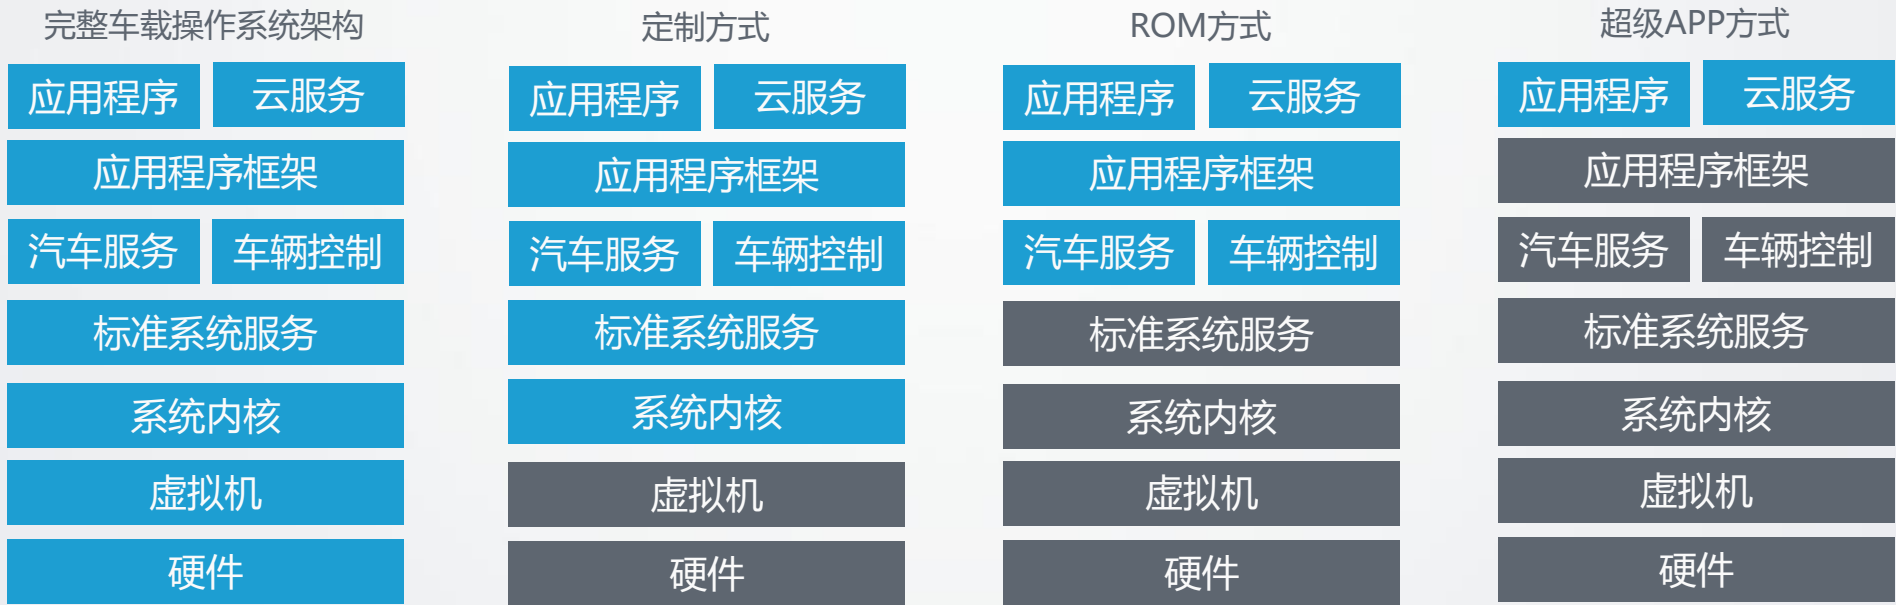 完整车载操作系统架构
应用程序
云服务
应用程序框架
汽车服务
车辆控制
标准系统服务
系统内核
虚拟机
硬件
定制方式
应用程序
云服务
应用程序框架
汽车服务
车辆控制
标准系统服务
系统内核
虚拟机
硬件
ROM方式
应用程序
云服务
应用程序框架
汽车服务
车辆控制
标准系统服务
系统内核
虚拟机
硬件
超级APP方式
应用程序
云服务
应用程序框架
汽车服务
车辆控制
标准系统服务
系统内核
虚拟机
硬件